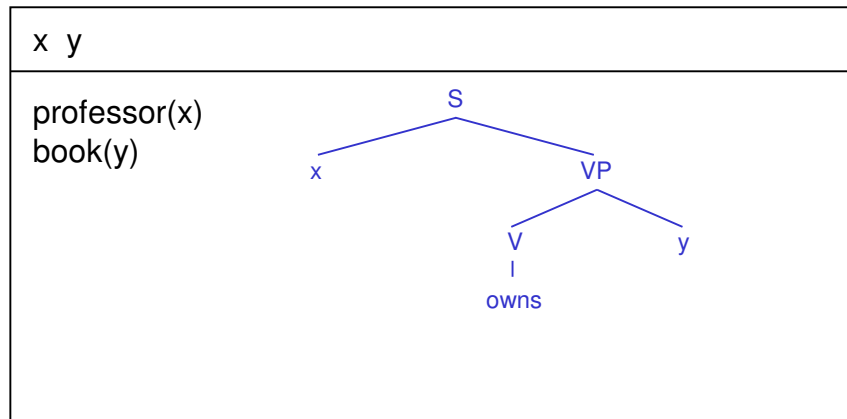 x y
professor(x)
book(y)
S
x VP
V y
owns